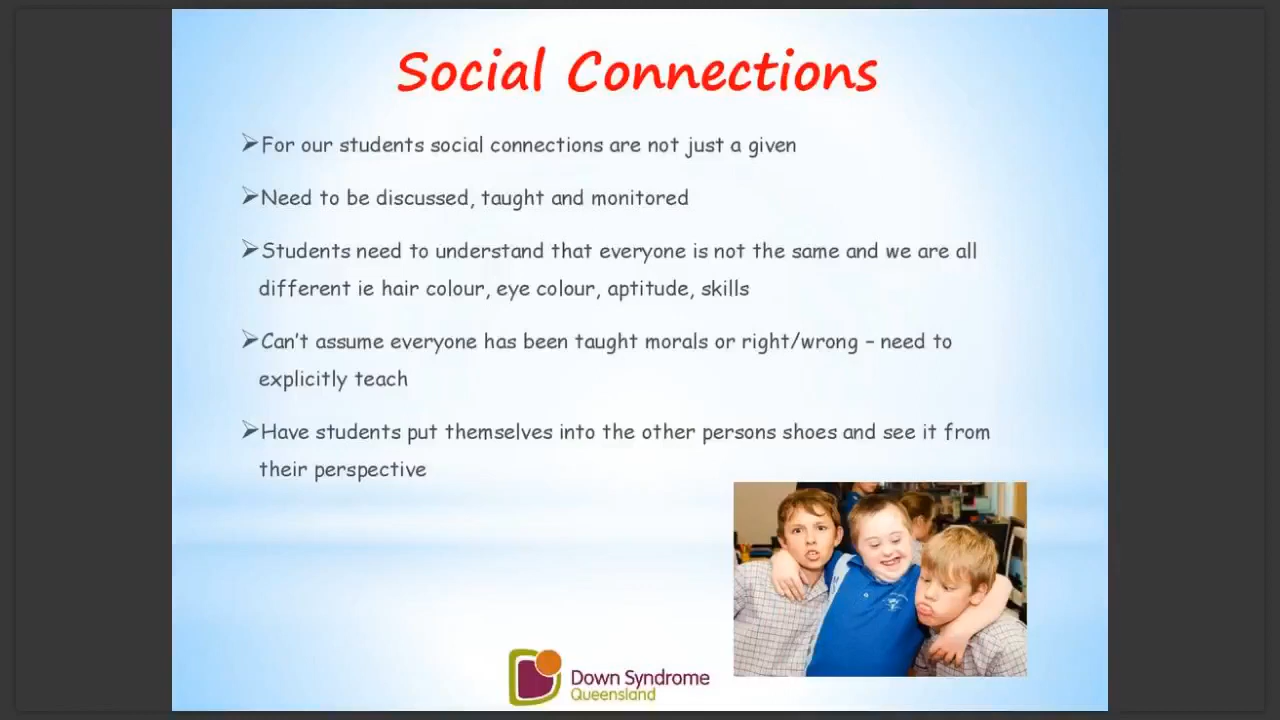 Social Connections
For our students social connections are not just a given
Need to be discussed, taught and monitored
Students need to understand that everyone is not the same and we are all
different ie hair colour, eye colour, aptitude, skills
Can't assume everyone has been taught morals or right/wrong – need to
explicitly teach
Have students put themselves into the other persons shoes and see it from
their perspective
Down Syndrome
Queensland